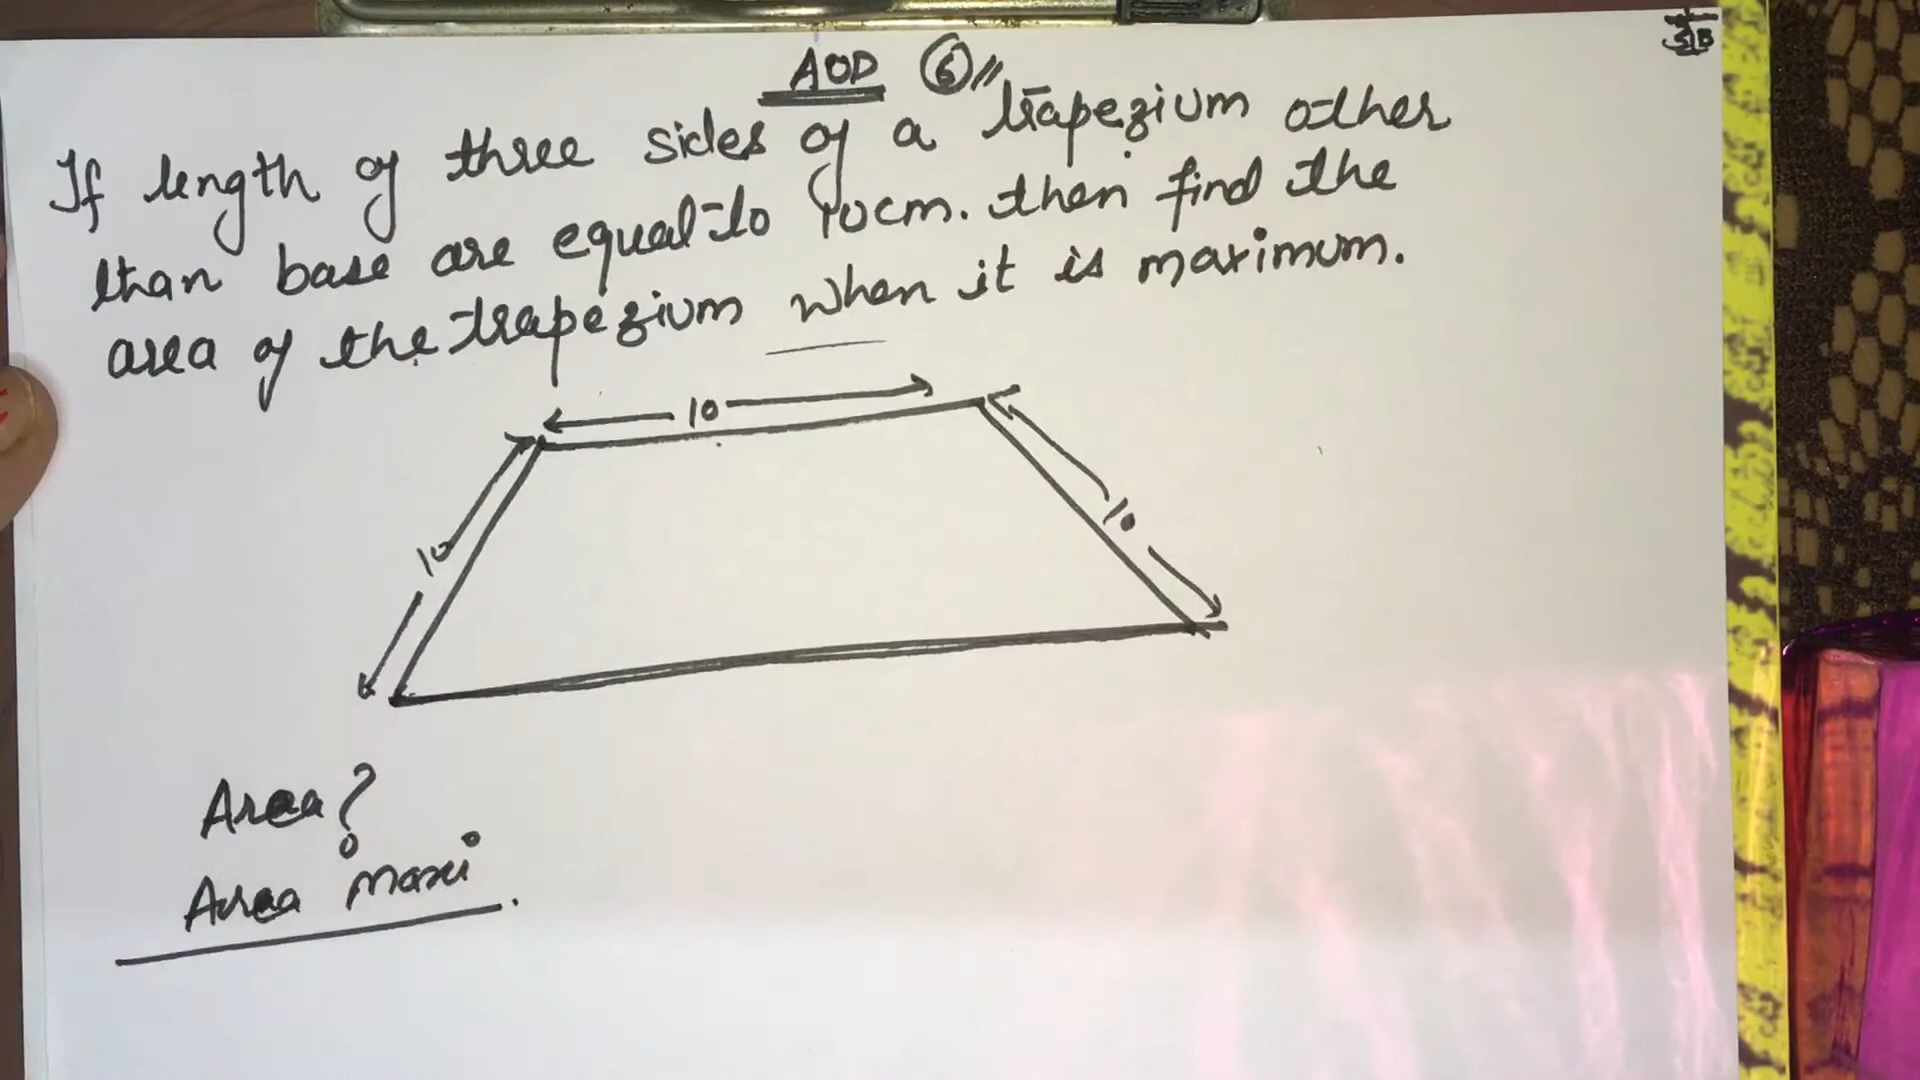 AOD 6
If length of three sides of a trapezium other
than base are equal to 10cm. then find the
area of the trapezium when it is maximum.
10
10
10
Area?
Area maxi.